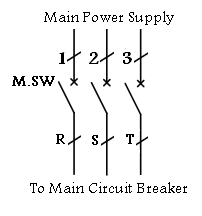 Main Power Supply
1 2 3
M.SW
R S T
To Main Circuit Breaker